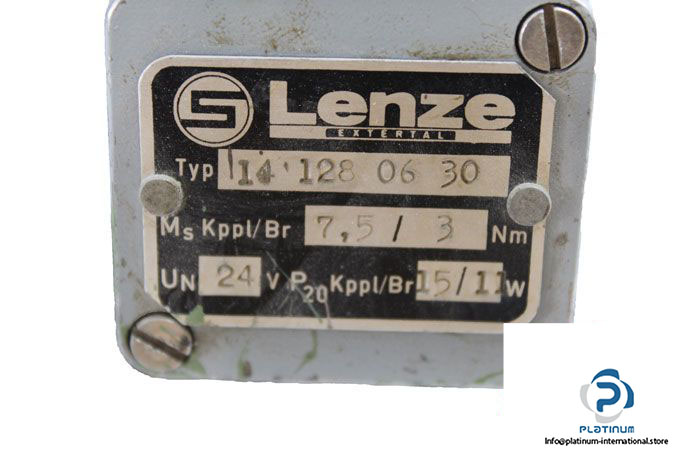 S Lenze
EXTERTAL
Typ 14 128 06 30
Ms Kppl/Br 7,5 / 3 Nm
UN 24 V P20 Kppl/Br 15/11 W
P
PLATINUM
Info@platinum-international.store